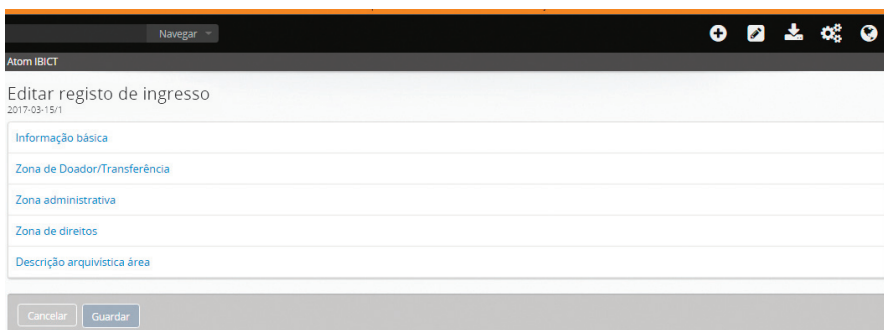 Navegar
Atom IBICT
Editar registo de ingresso
2017-03-15/1
Informação básica
Zona de Doador/Transferência
Zona administrativa
Zona de direitos
Descrição arquivística área
Cancelar Guardar